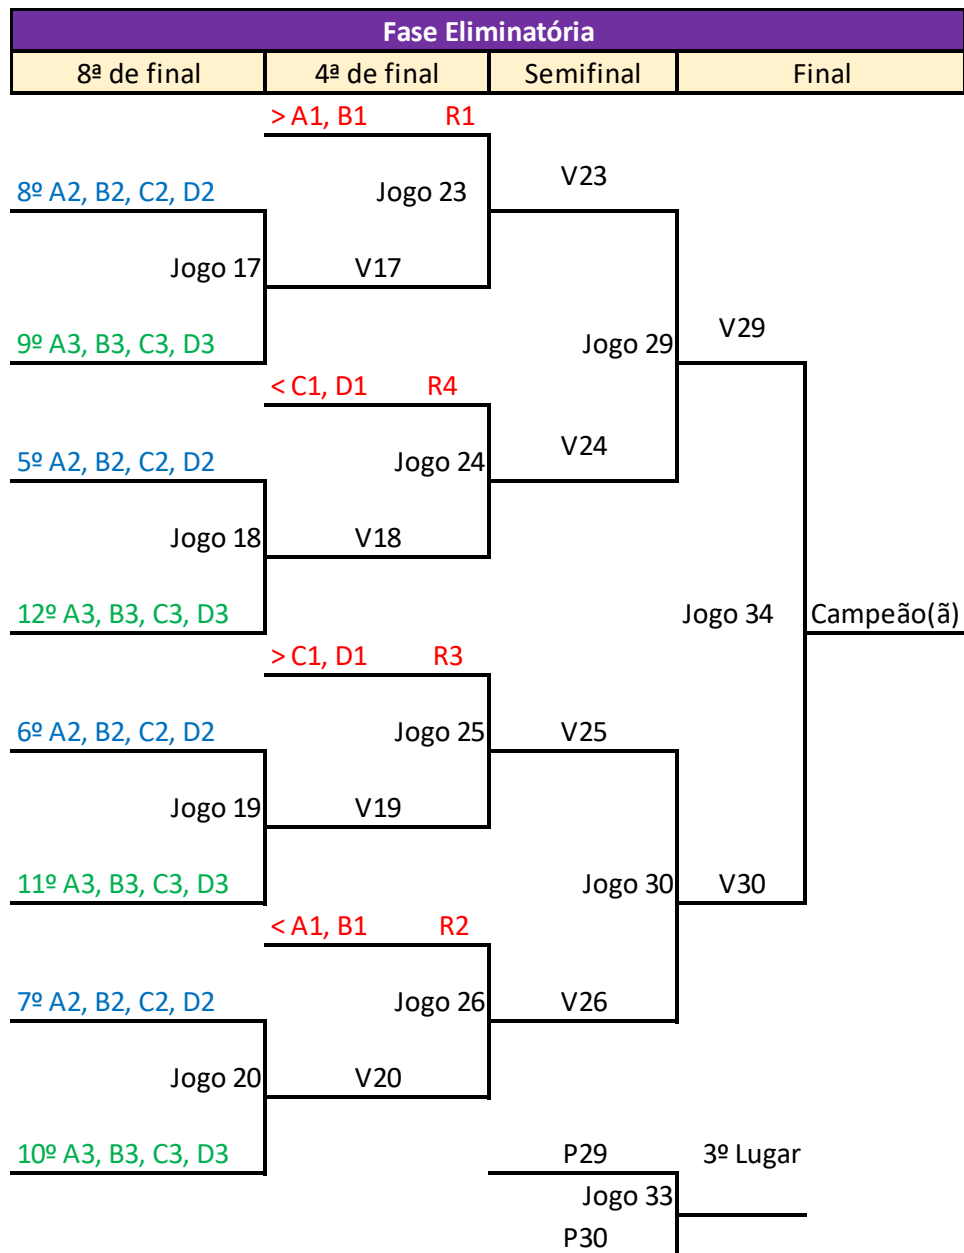 Fase Eliminatória
8ª de final 4ª de final Semifinal Final
> A1, B1 R1
V23
8º A2, B2, C2, D2 Jogo 23
Jogo 17 V17
V29
9º A3, B3, C3, D3 Jogo 29
< C1, D1 R4
V24
5º A2, B2, C2, D2 Jogo 24
Jogo 18 V18
12º A3, B3, C3, D3 Jogo 34 Campeão(ã)
> C1, D1 R3
6º A2, B2, C2, D2 Jogo 25 V25
Jogo 19 V19
11º A3, B3, C3, D3 Jogo 30 V30
< A1, B1 R2
7º A2, B2, C2, D2 Jogo 26 V26
Jogo 20 V20
10º A3, B3, C3, D3 P29 3º Lugar
Jogo 33
P30